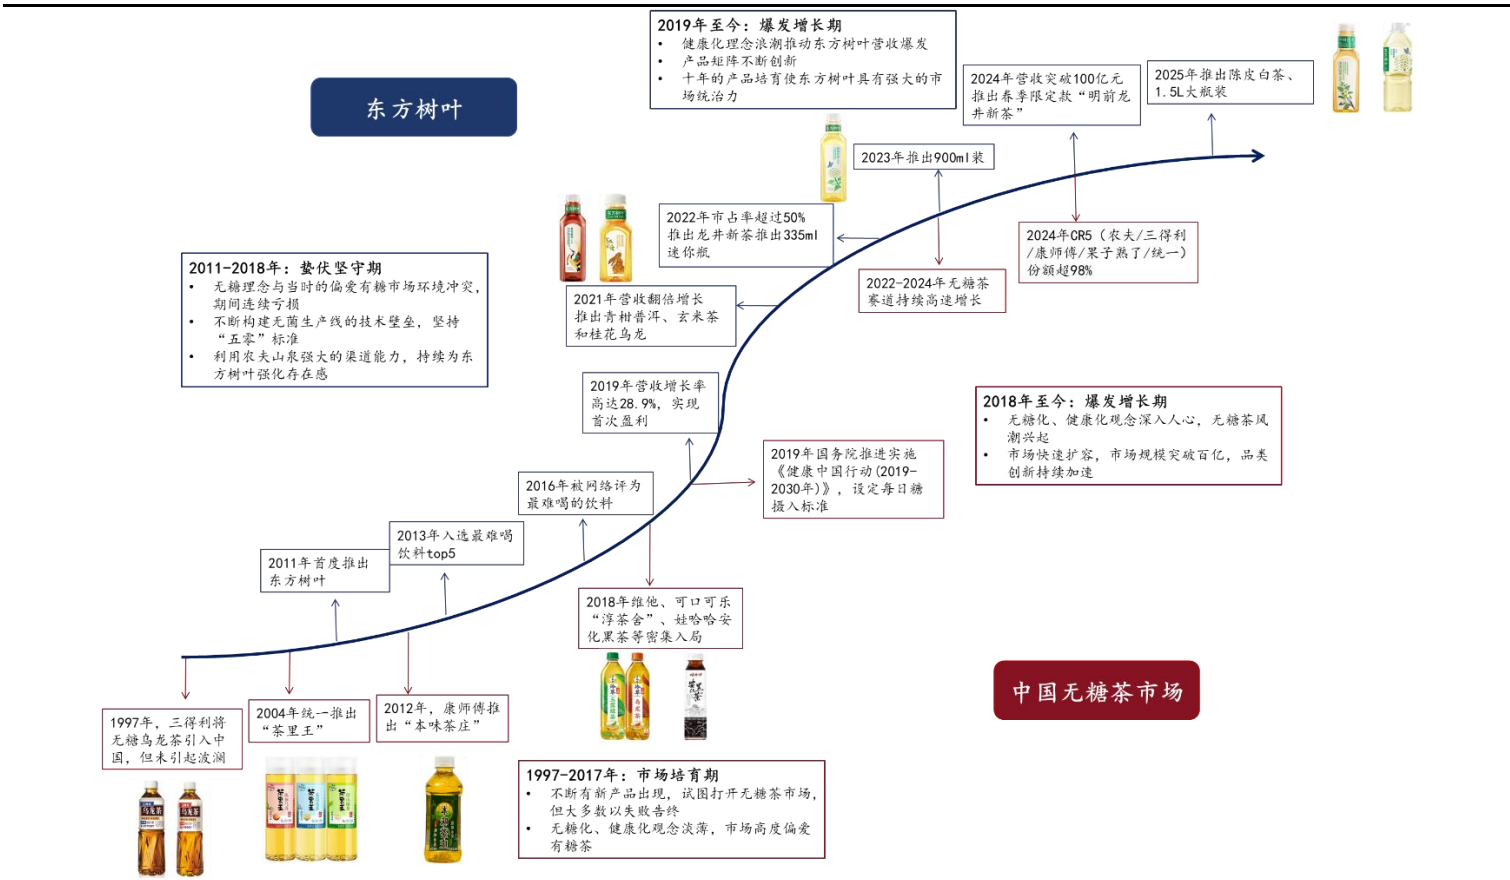 东方树叶
2019年至今：爆发增长期
• 健康化理念浪潮推动东方树叶营收爆发
• 产品矩阵不断创新
• 十年的产品培育使东方树叶具有强大的市
场统治力
2024年营收突破100亿元
推出春季限定款“明前龙
井新茶”
2025年推出陈皮白茶、
1.5L大瓶装
2023年推出900ml装
2022年市占率超过50%
推出龙井新茶推出335ml
迷你瓶
2024年CR5（农夫/三得利
/康师傅/果子熟了/统一）
份额超98%
2022-2024年无糖茶
赛道持续高速增长
2011-2018年：蛰伏坚守期
• 无糖理念与当时的偏爱有糖市场环境冲突，
期间连续亏损
• 不断构建无菌生产线的技术壁垒，坚持
“五零”标准
• 利用农夫山泉强大的渠道能力，持续为东
方树叶强化存在感
2021年营收翻倍增长
推出青柑普洱、玄米茶
和桂花乌龙
2019年营收增长率
高达28.9%，实现
首次盈利
2018年至今：爆发增长期
• 无糖化、健康化观念深入人心，无糖茶风
潮兴起
• 市场快速扩容，市场规模突破百亿，品类
创新持续加速
2019年国务院推进实施
《健康中国行动(2019-
2030年)》，设定每日糖
摄入标准
2016年被网络评为
最难喝的饮料
2013年入选最难喝
饮料top5
2011年首度推出
东方树叶
2018年维他、可口可乐
“淳茶舍”、娃哈哈安
化黑茶等密集入局
中国无糖茶市场
1997年，三得利将
无糖乌龙茶引入中
国，但未引起波澜
2004年统一推出
“茶里王”
2012年，康师傅推
出“本味茶庄”
1997-2017年：市场培育期
• 不断有新产品出现，试图打开无糖茶市场，
但大多数以失败告终
• 无糖化、健康化观念淡薄，市场高度偏爱
有糖茶
乌龙茶
乌龙茶
茶里王
茶里王
茶里王